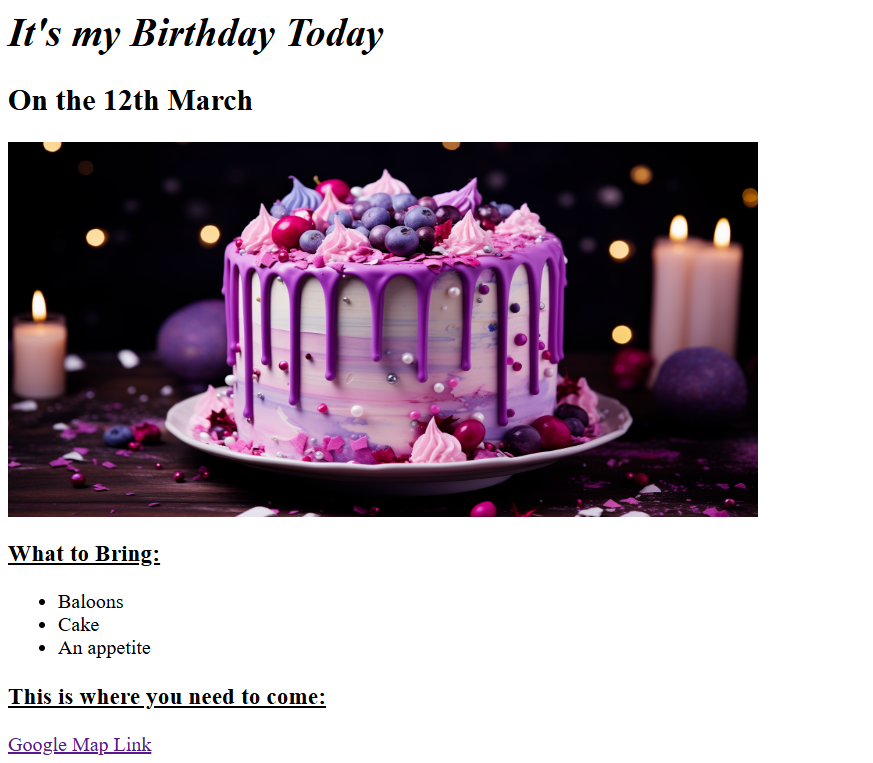 It's my Birthday Today
On the 12th March
What to Bring:
Baloons
Cake
An appetite
This is where you need to come:
Google Map Link